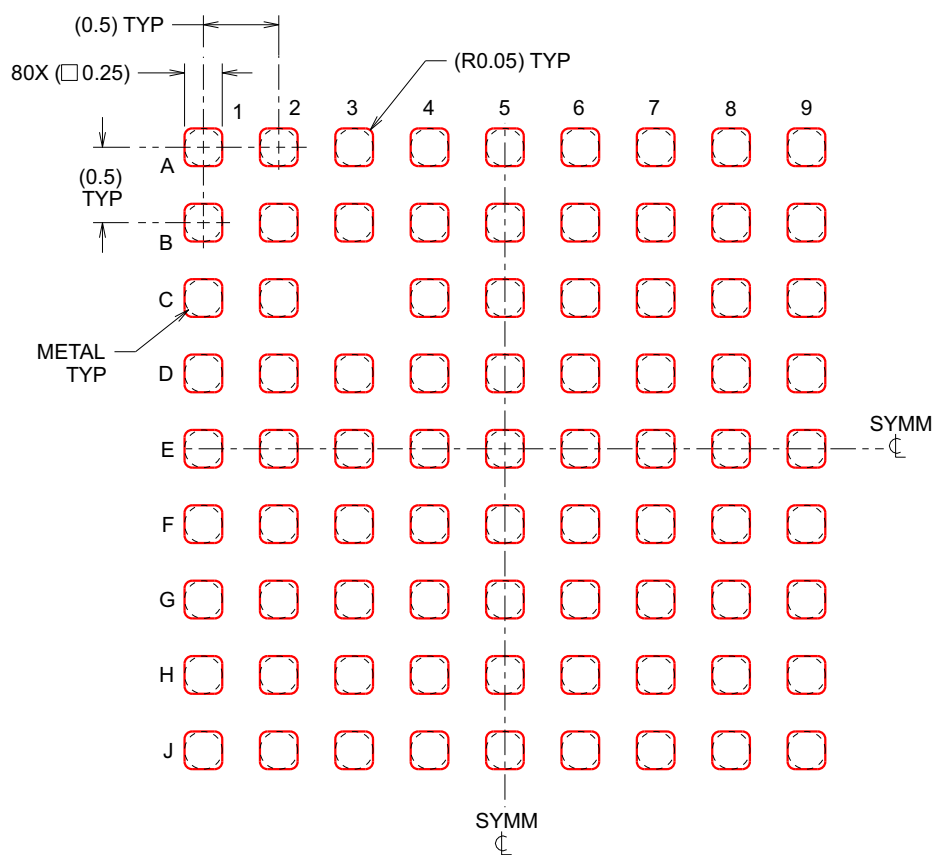 (0.5) TYP
80X (□ 0.25)
(R0.05) TYP
1 2 3 4 5 6 7 8 9
A
(0.5)
TYP
B
C
METAL
TYP
D
E
SYMM
℄
F
G
H
J
SYMM
℄